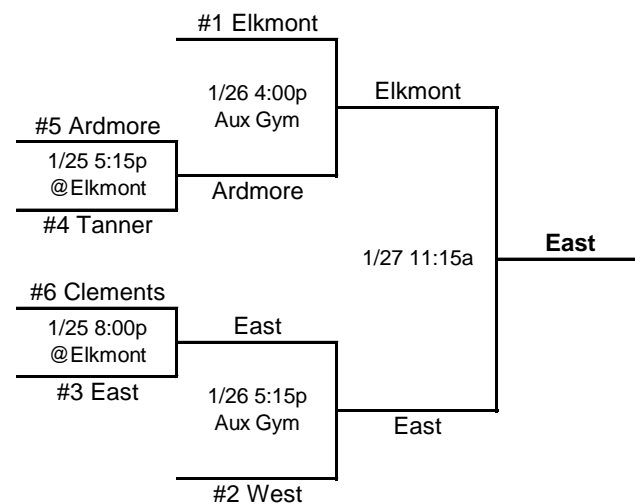 #1 Elkmont
1/26 4:00p
Aux Gym
Elkmont
#5 Ardmore
1/25 5:15p
@Elkmont
Ardmore
#4 Tanner
1/27 11:15a
East
#6 Clements
1/25 8:00p
@Elkmont
East
#3 East
1/26 5:15p
Aux Gym
East
#2 West